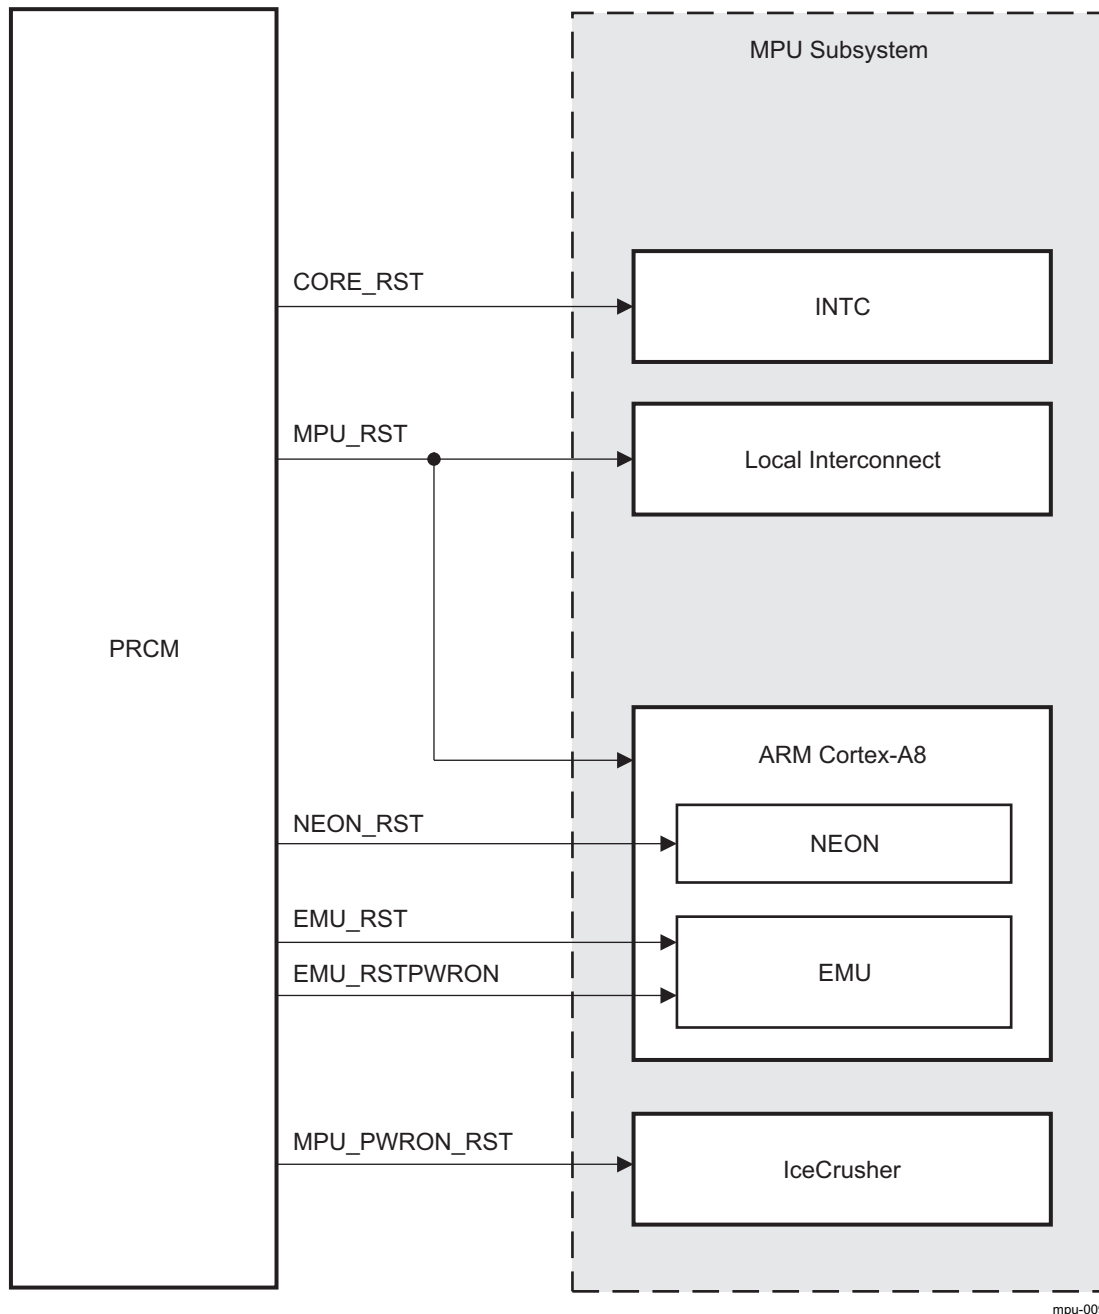 MPU Subsystem
CORE_RST
INTC
MPU_RST
Local Interconnect
PRCM
ARM Cortex-A8
NEON_RST
NEON
EMU_RST
EMU_RSTPWRON
EMU
MPU_PWRON_RST
IceCrusher